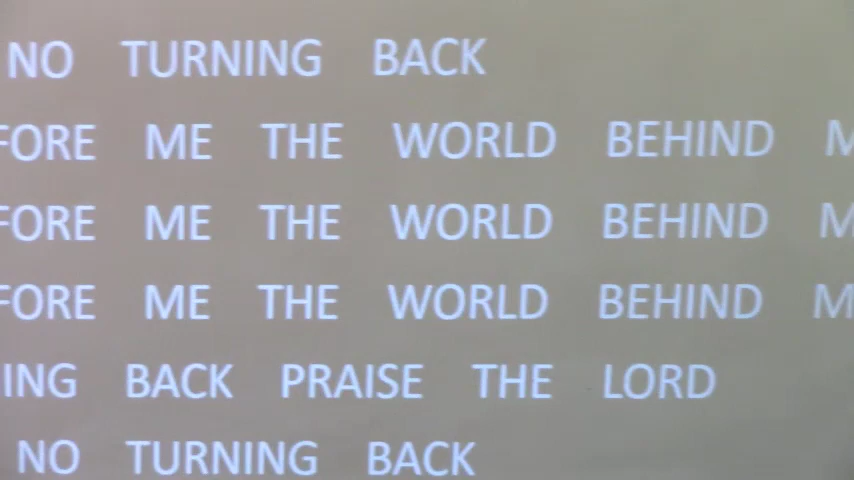 NO TURNING BACK
FORE ME THE WORLD BEHIND M
FORE ME THE WORLD BEHIND M
FORE ME THE WORLD BEHIND M
ING BACK PRAISE THE LORD
NO TURNING BACK